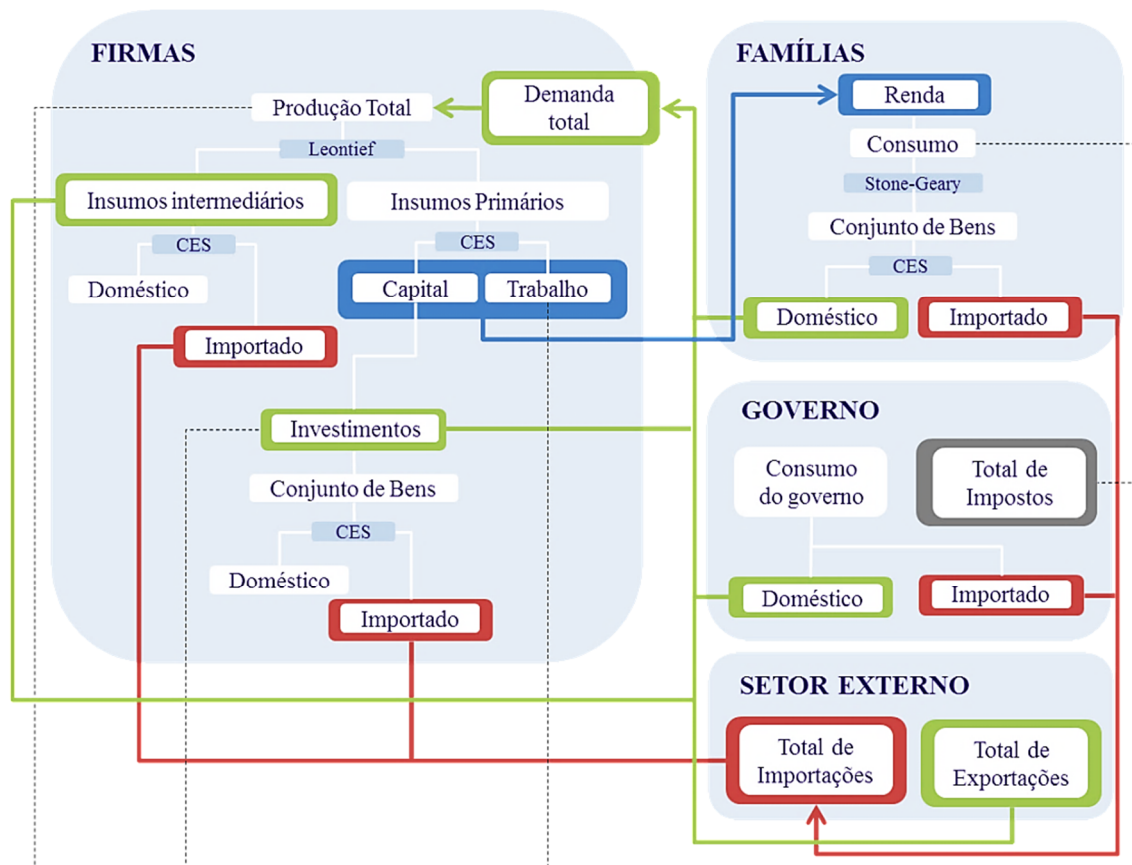 FIRMAS
Demanda
total
Produção Total
Leontief
Insumos intermediários
Insumos Primários
CES
CES
Doméstico
Capital
Trabalho
Importado
Investimentos
Conjunto de Bens
CES
Doméstico
Importado
FAMÍLIAS
Renda
Consumo
Stone-Geary
Conjunto de Bens
CES
Doméstico
Importado
GOVERNO
Consumo
do governo
Total de
Impostos
Doméstico
Importado
SETOR EXTERNO
Total de
Importações
Total de
Exportações